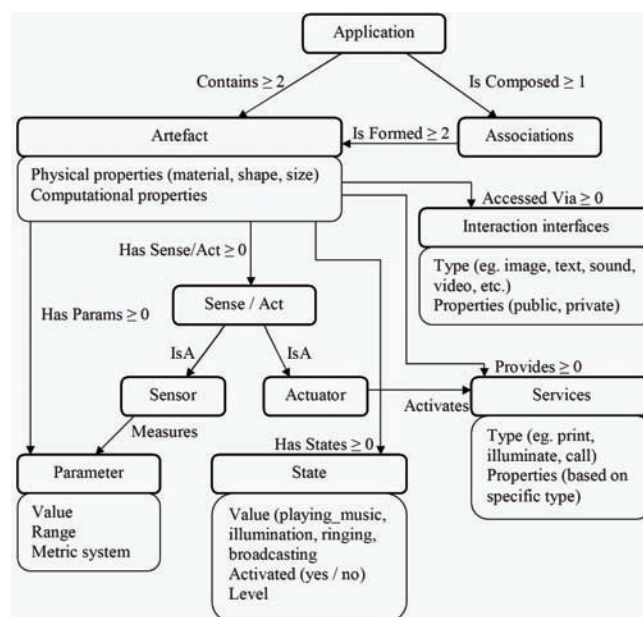 Application
Contains ≥ 2
Is Composed ≥ 1
Artefact
Is Formed ≥ 2
Associations
Physical properties (material, shape, size)
Computational properties
Accessed Via ≥ 0
Interaction interfaces
Type (eg. image, text, sound,
video, etc.)
Properties (public, private)
Has Sense/Act ≥ 0
Sense / Act
Has Params ≥ 0
IsA
IsA
Sensor
Actuator
Provides ≥ 0
Services
Activates
Measures
Type (eg. print,
illuminate, call)
Properties (based on
specific type)
Has States ≥ 0
Parameter
State
Value
Range
Metric system
Value (playing_music,
illumination, ringing,
broadcasting
Activated (yes / no)
Level